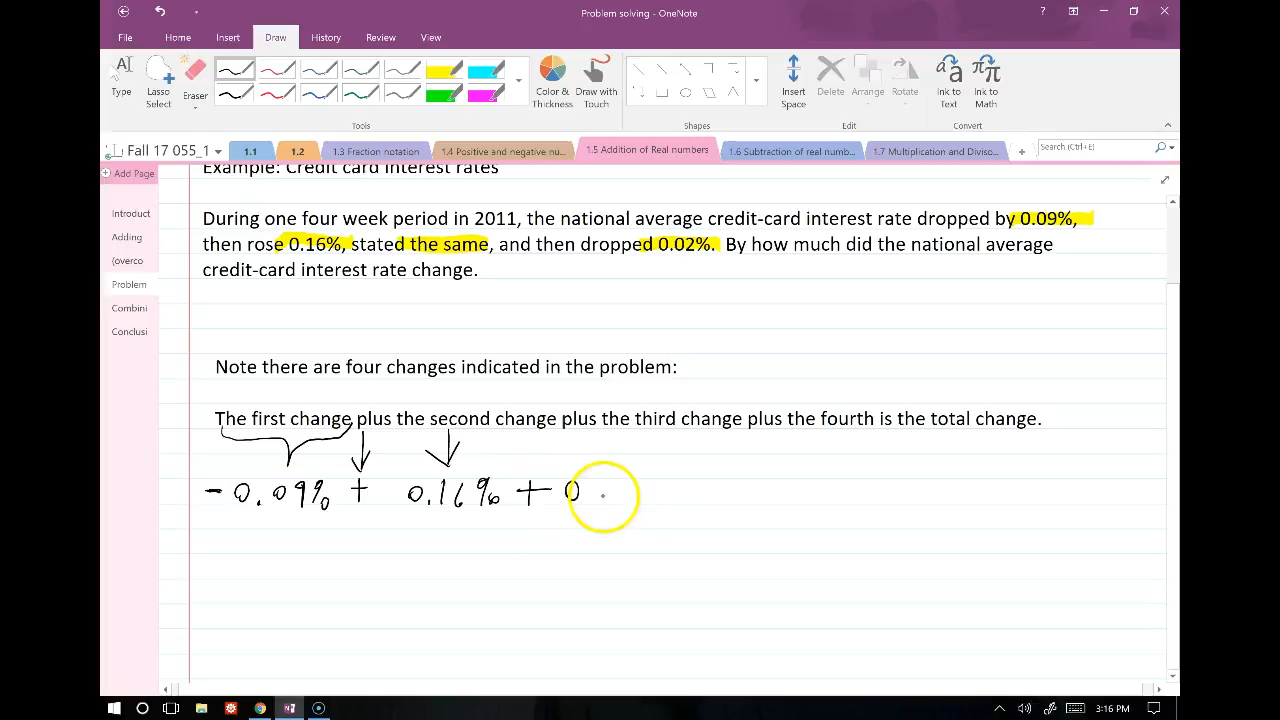 Problem solving - OneNote
?
File Home Insert Draw History Review View
Type
Lasso Select
Eraser
Color & Thickness
Draw with Touch
Insert Space
Delete
Arrange
Rotate
Ink to Text
Ink to Math
Tools Shapes Edit Convert
Fall 17 055_1
1.1
1.2
1.3 Fraction notation
1.4 Positive and negative nu...
1.5 Addition of Real numbers
1.6 Subtraction of real numb...
1.7 Multiplication and Diviso...
Search (Ctrl+E)
Add Page
Introduct
Adding
(overco
Problem
Combini
Conclusi
Example: Credit card interest rates
During one four week period in 2011, the national average credit-card interest rate dropped by 0.09%,
then rose 0.16%, stated the same, and then dropped 0.02%. By how much did the national average
credit-card interest rate change.
Note there are four changes indicated in the problem:
The first change plus the second change plus the third change plus the fourth is the total change.
- 0.09% + 0.16% + 0
3:16 PM